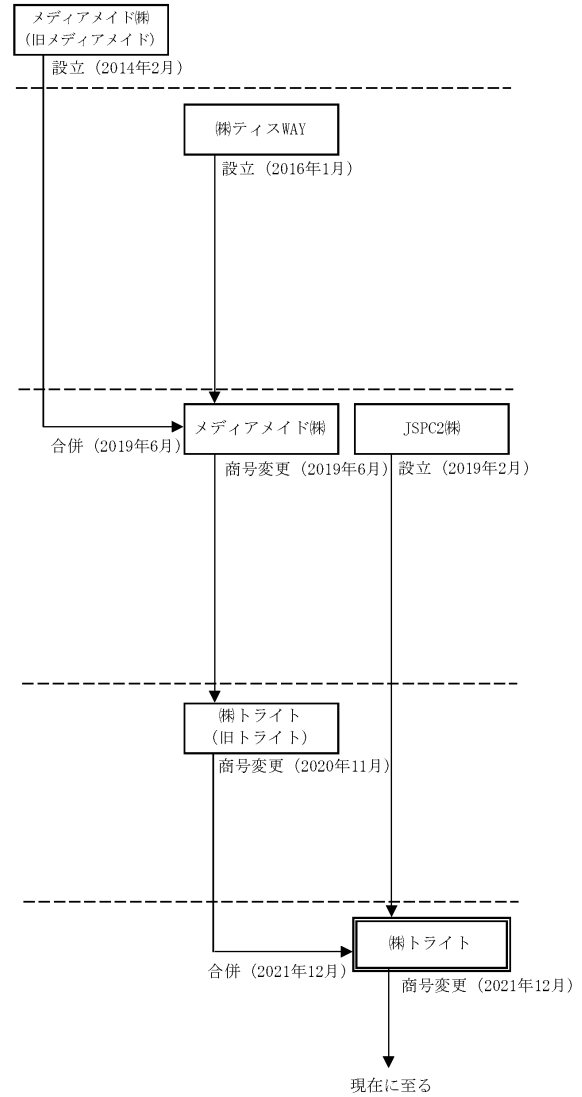 メディアメイド㈱
（旧メディアメイド）
設立（2014年2月）
㈱ティスWAY
設立（2016年1月）
メディアメイド㈱
JSPC2㈱
合併（2019年6月）
商号変更（2019年6月）
設立（2019年2月）
㈱トライト
（旧トライト）
商号変更（2020年11月）
㈱トライト
合併（2021年12月）
商号変更（2021年12月）
現在に至る